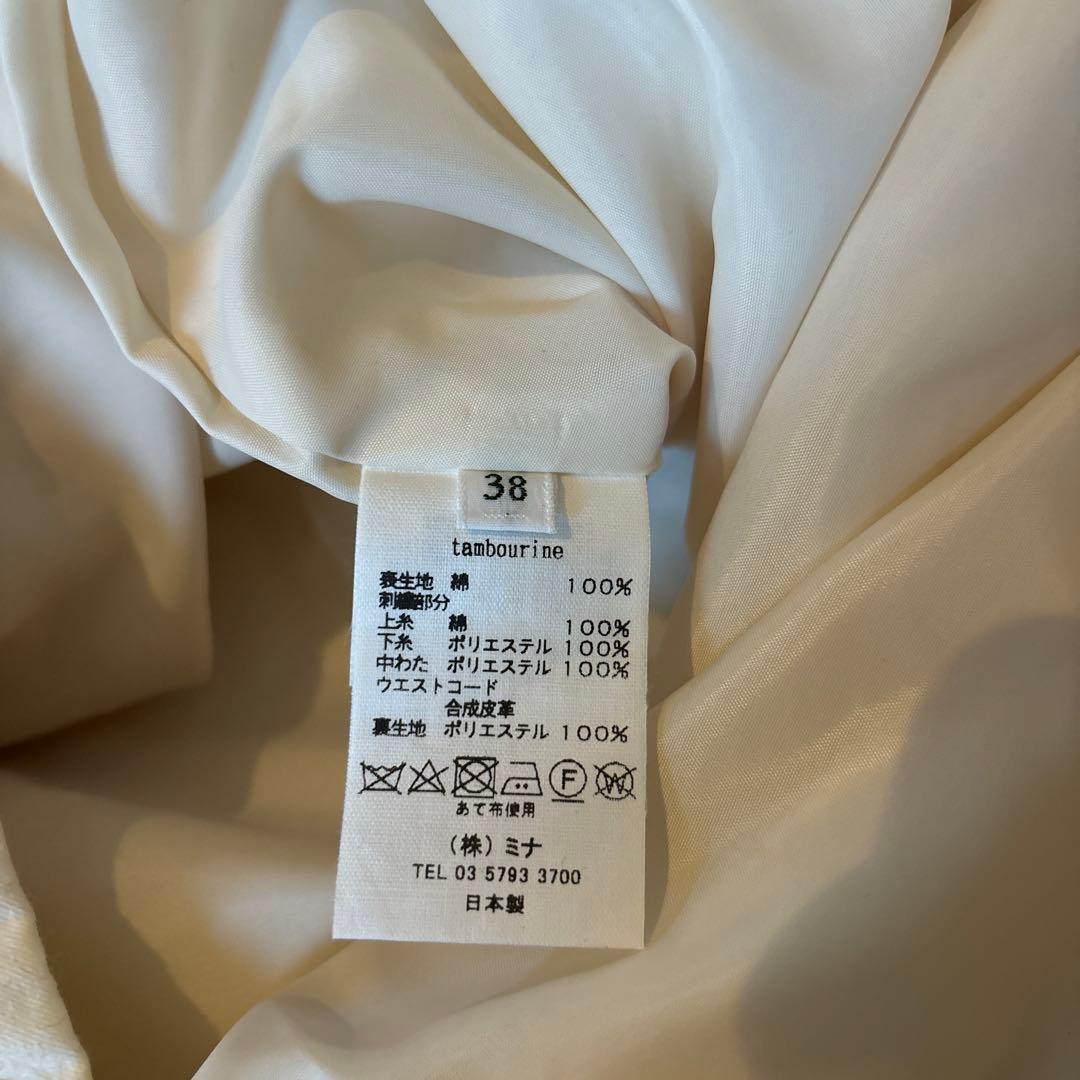 38
tambourine
表生地 綿 100%
刺繍部分
上糸 綿 100%
下糸 ポリエステル 100%
中わた ポリエステル 100%
ウエストコード
合成皮革
裏生地 ポリエステル 100%
F W
あて布使用
(株)ミナ
TEL 03 5793 3700
日本製